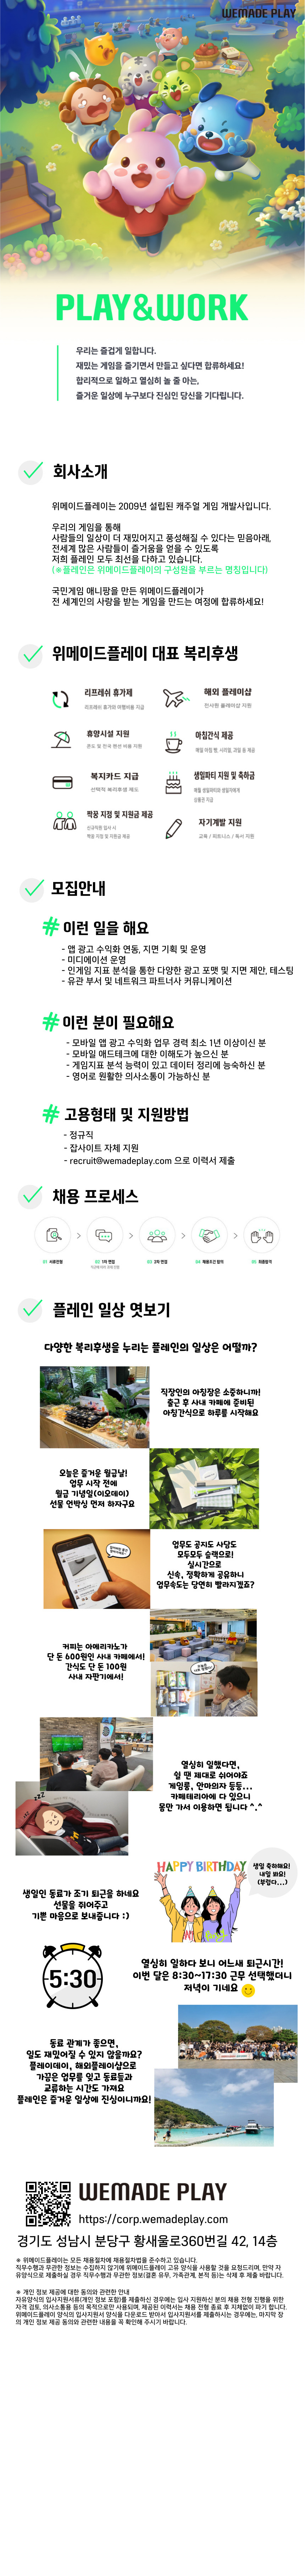 WEMADE PLAY
PLAY&WORK
우리는 즐겁게 일합니다.
재밌는 게임을 즐기면서 만들고 싶다면 합류하세요!
합리적으로 일하고 열심히 놀 줄 아는,
즐거운 일상에 누구보다 진심인 당신을 기다립니다.
회사소개
위메이드플레이는 2009년 설립된 캐주얼 게임 개발사입니다.
우리의 게임을 통해
사람들의 일상이 더 재밌어지고 풍성해질 수 있다는 믿음아래,
전세계 많은 사람들이 즐거움을 얻을 수 있도록
저희 플레인 모두 최선을 다하고 있습니다.
(※플레인은 위메이드플레이의 구성원을 부르는 명칭입니다)
국민게임 애니팡을 만든 위메이드플레이가
전 세계인의 사랑을 받는 게임을 만드는 여정에 합류하세요!
위메이드플레이 대표 복리후생
리프레쉬 휴가제
리프레쉬 휴가와 여행비용 지급
해외 플레이샵
전사원 플레이샵 지원
휴양시설 지원
콘도 및 전국 펜션 비용 지원
아침간식 제공
매일 아침 빵, 시리얼, 과일 등 제공
복지카드 지급
선택적 복리후생 제도
생일파티 지원 및 축하금
매월 생일파티와 생일자에게
상품권 지급
짝꿍 지정 및 지원금 제공
신규직원 입사 시
짝꿍 지정 및 지원금 제공
자기계발 지원
교육 / 피트니스 / 독서 지원
모집안내
# 이런 일을 해요
- 앱 광고 수익화 연동, 지면 기획 및 운영
- 미디에이션 운영
- 인게임 지표 분석을 통한 다양한 광고 포맷 및 지면 제안, 테스팅
- 유관 부서 및 네트워크 파트너사 커뮤니케이션
# 이런 분이 필요해요
- 모바일 앱 광고 수익화 업무 경력 최소 1년 이상이신 분
- 모바일 애드테크에 대한 이해도가 높으신 분
- 게임지표 분석 능력이 있고 데이터 정리에 능숙하신 분
- 영어로 원활한 의사소통이 가능하신 분
# 고용형태 및 지원방법
- 정규직
- 잡사이트 자체 지원
- recruit@wemadeplay.com 으로 이력서 제출
채용 프로세스
01 서류전형
02 1차 면접
03 2차 면접
04 채용조건 협의
05 최종합격
플레인 일상 엿보기
다양한 복리후생을 누리는 플레인의 일상은 어떨까?
직장인의 아침잠은 소중하니까!
출근 후 사내 카페에 준비된
아침간식으로 하루를 시작해요
오늘은 즐거운 월급날!
업무 시작 전에
월급 기념일(이오데이)
선물 언박싱 먼저 하자구요
업무도 공지도 사담도
모두모두 슬랙으로!
실시간으로
신속, 정확하게 공유하니
업무속도는 당연히 빨라지겠죠?
커피는 아메리카노가
단 돈 600원인 사내 카페에서!
간식도 단 돈 100원
사내 자판기에서!
열심히 일했다면,
쉴 땐 제대로 쉬어야죠
게임룸, 안마의자 등등...
카페테리아에 다 있으니
몸만 가서 이용하면 됩니다 ^.^
zzZ
HAPPY BIRTHDAY
생일 축하해요!
내일 봐요!
(부럽다...)
생일인 동료가 조기 퇴근을 하네요
선물을 쥐어주고
기쁜 마음으로 보내줍니다 :)
5:30
열심히 일하다 보니 어느새 퇴근시간!
이번 달은 8:30~17:30 근무 선택했더니
저녁이 기네요
동료 관계가 좋으면,
일도 재밌어질 수 있지 않을까요?
플레이데이, 해외플레이샵으로
가끔은 업무를 잊고 동료들과
교류하는 시간도 가져요
플레인은 즐거운 일상에 진심이니까요!
WEMADE PLAY
https://corp.wemadeplay.com
경기도 성남시 분당구 황새울로360번길 42, 14층
※ 위메이드플레이는 모든 채용절차에 채용절차법을 준수하고 있습니다.
직무수행과 무관한 정보는 수집하지 않기에 위메이드플레이 고유 양식을 사용할 것을 요청드리며, 만약 자
유양식으로 제출하실 경우 직무수행과 무관한 정보(결혼 유무, 가족관계, 본적 등)는 삭제 후 제출 바랍니다.
※ 개인 정보 제공에 대한 동의와 관련한 안내
자유양식의 입사지원서류(개인 정보 포함)를 제출하신 경우에는 입사 지원하신 분의 채용 전형 진행을 위한
자격 검토, 의사소통용 등의 목적으로만 사용되며, 제공된 이력서는 채용 전형 종료 후 지체없이 파기 합니다.
위메이드플레이 양식의 입사지원서 양식을 다운로드 받아서 입사지원서를 제출하시는 경우에는, 마지막 장
의 개인 정보 제공 동의와 관련한 내용을 꼭 확인해 주시기 바랍니다.